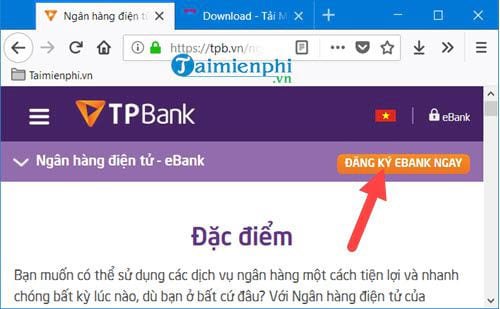 Ngân hàng điện tử - eBank
Download - Tải M
https://tpb.vn/n
Taimienphi.vn
Taimienphi
.vn
TPBank
eBank
Ngân hàng điện tử - eBank
ĐĂNG KÝ EBANK NGAY
Đặc điểm
Bạn muốn có thể sử dụng các dịch vụ ngân hàng một cách tiện lợi và nhanh
chóng bất kỳ lúc nào, dù bạn ở bất cứ đâu? Với Ngân hàng điện tử của